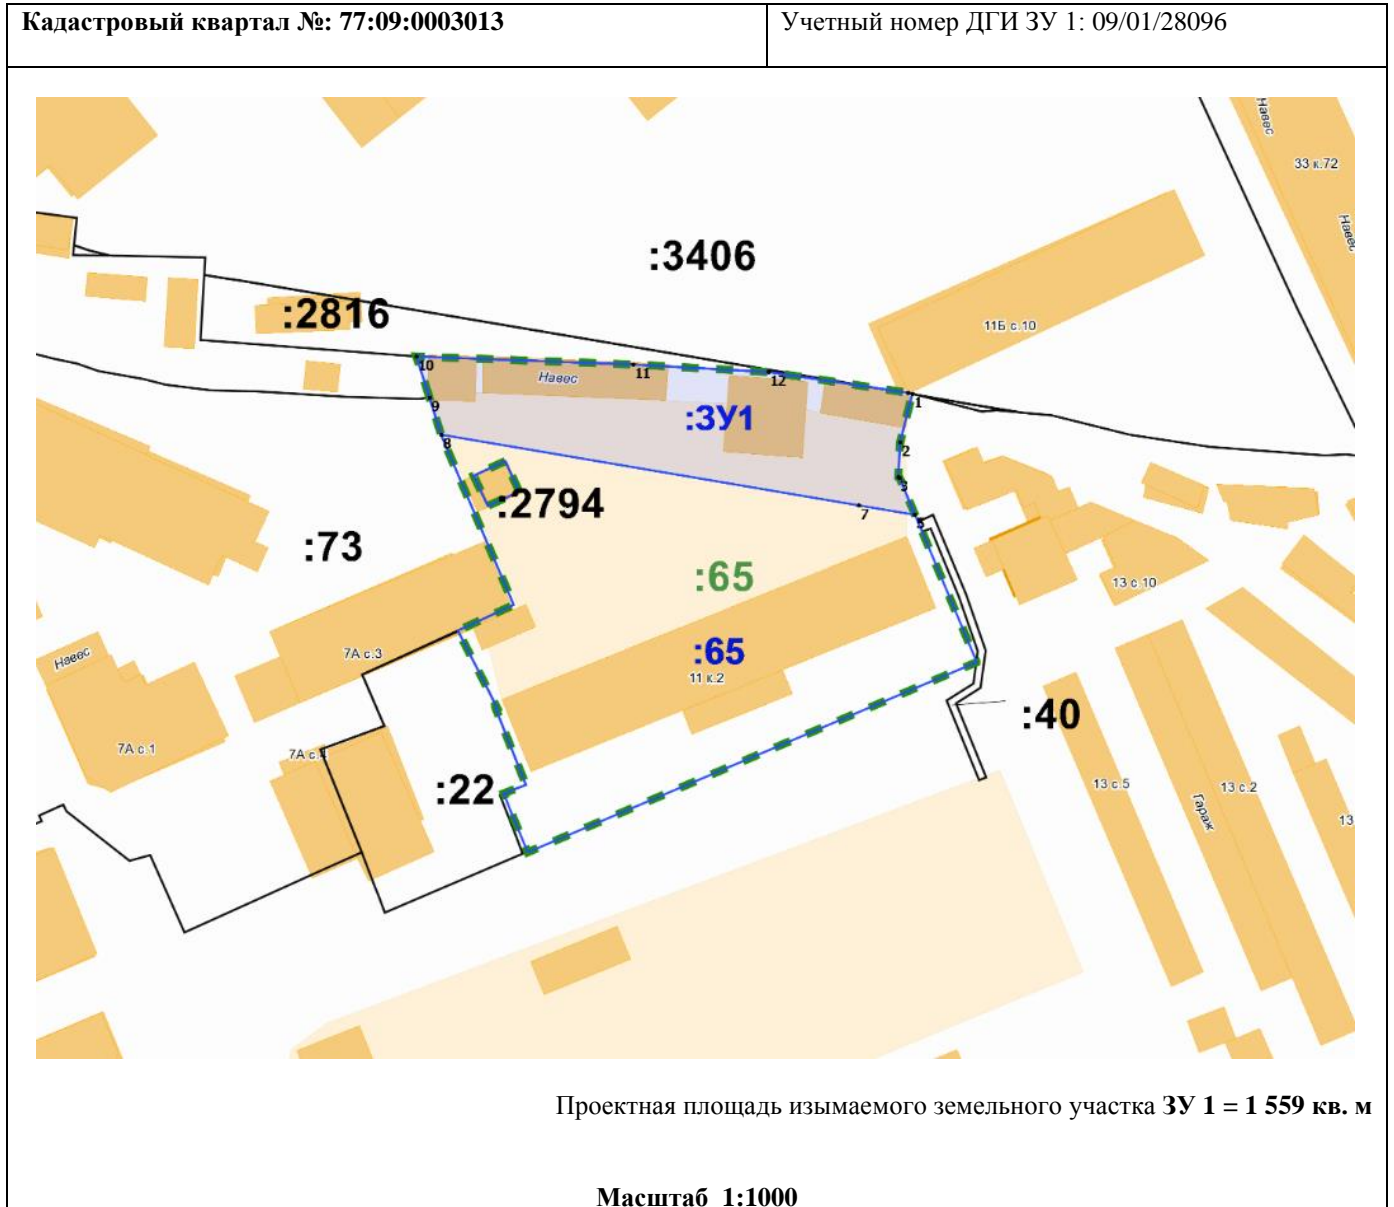 Кадастровый квартал №: 77:09:0003013
Учетный номер ДГИ ЗУ 1: 09/01/28096
Навес
33 к.72
Навес
:3406
:2816
11Б с.10
10
11
12
Навес
1
9
:ЗУ1
2
8
3
:2794
7
5
:73
:65
13 с.10
7А с.3
:65
Навес
11 к.2
:40
7А с.1
7А с.
:22
13 с.5
13 с.2
Гараж
13
Проектная площадь изымаемого земельного участка ЗУ 1 = 1 559 кв. м
Масштаб 1:1000